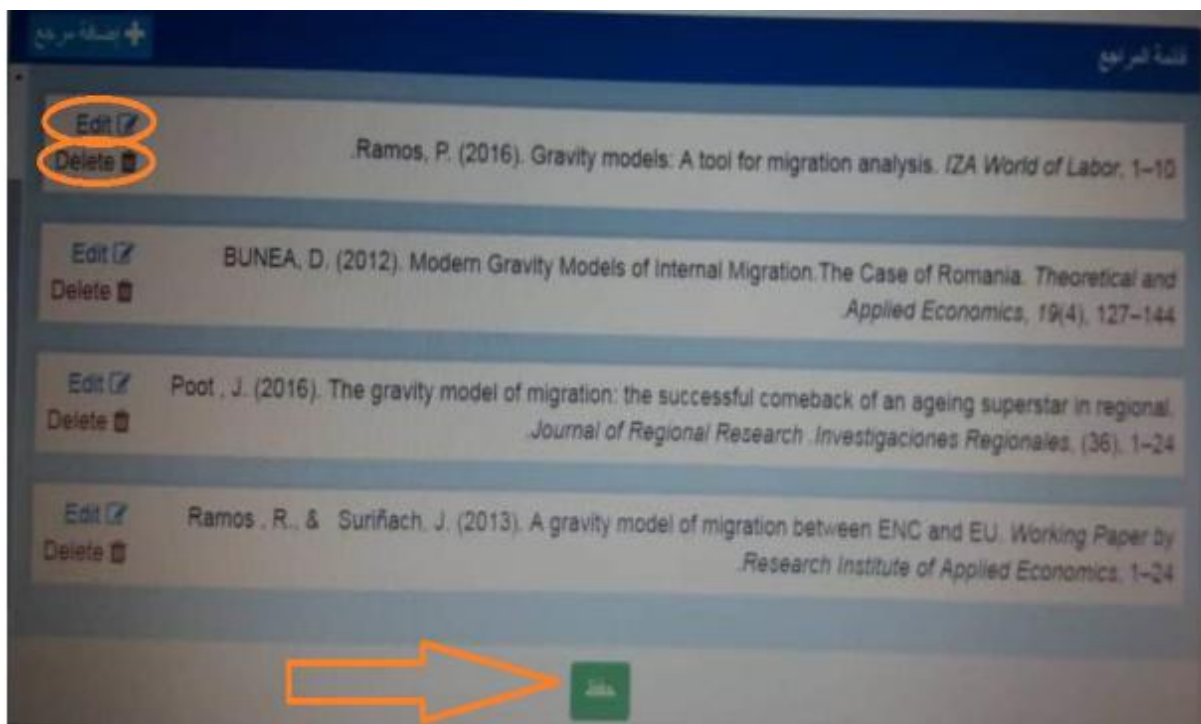 قائمة المراجع
إضافة مرجع
.Ramos, P. (2016). Gravity models: A tool for migration analysis. IZA World of Labor, 1–10
Edit
Delete
BUNEA, D. (2012). Modern Gravity Models of Internal Migration.The Case of Romania. Theoretical and
.Applied Economics, 19(4), 127–144
Edit
Delete
Poot , J. (2016). The gravity model of migration: the successful comeback of an ageing superstar in regional.
.Journal of Regional Research .Investigaciones Regionales, (36), 1–24
Edit
Delete
Ramos , R., & Suriñach, J. (2013). A gravity model of migration between ENC and EU. Working Paper by
.Research Institute of Applied Economics, 1–24
Edit
Delete
حفظ